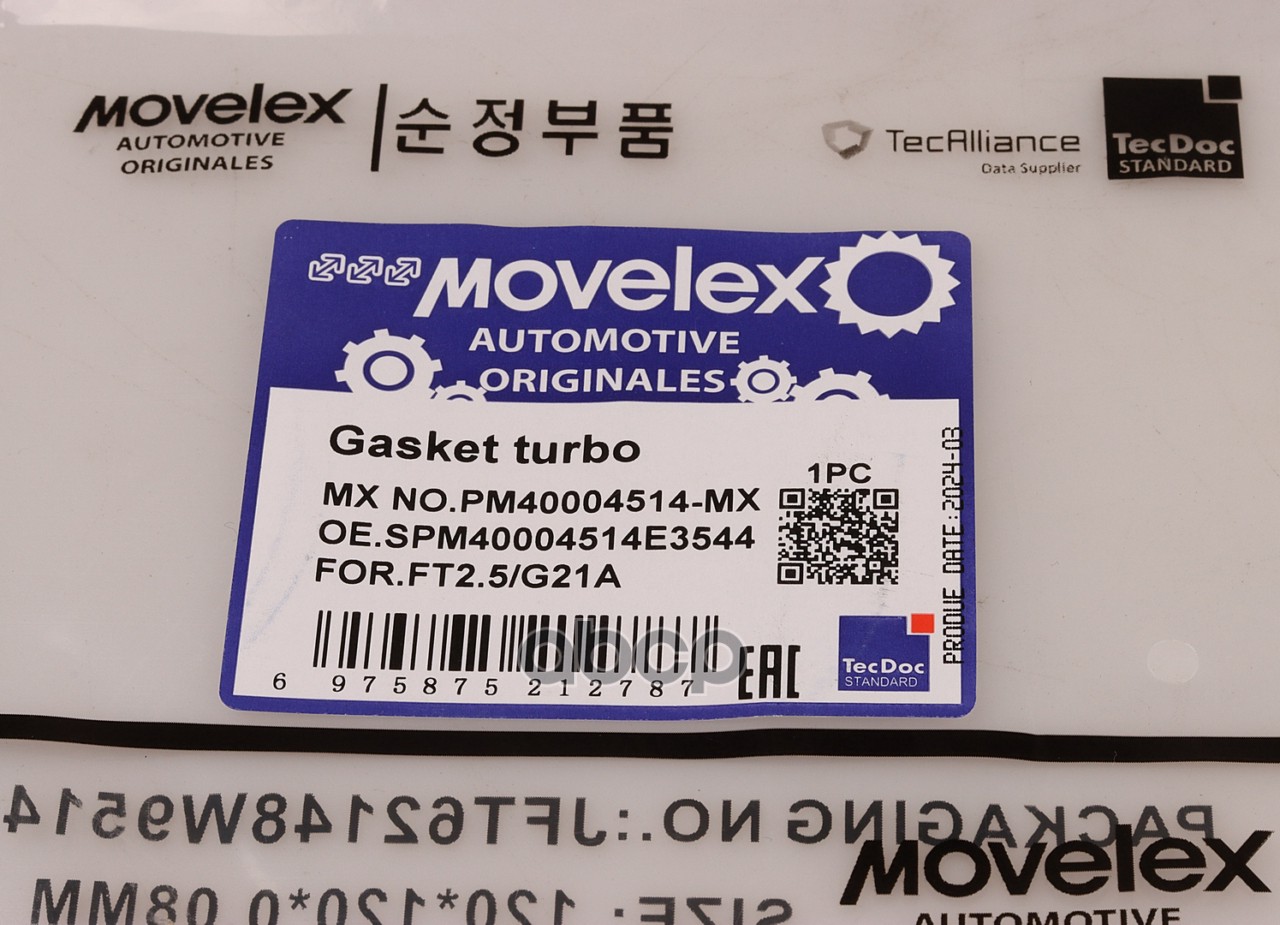 MOVelex
AUTOMOTIVE
ORIGINALES
순정부품
TecAlliance
Data Supplier
TecDoc
STANDARD
MOVelex
AUTOMOTIVE
ORIGINALES
Gasket turbo
1PC
MX NO.PM40004514-MX
OE.SPM40004514E3544
FOR.FT2.5/G21A
PRODUE DATE:2024-03
6 975875 212787
abcp
EAC
TecDoc
STANDARD
PACKAGING NO.:JFT62148W9514
SIZE: 120*120*0.08MM
MOVelex
AUTOMOTIVE